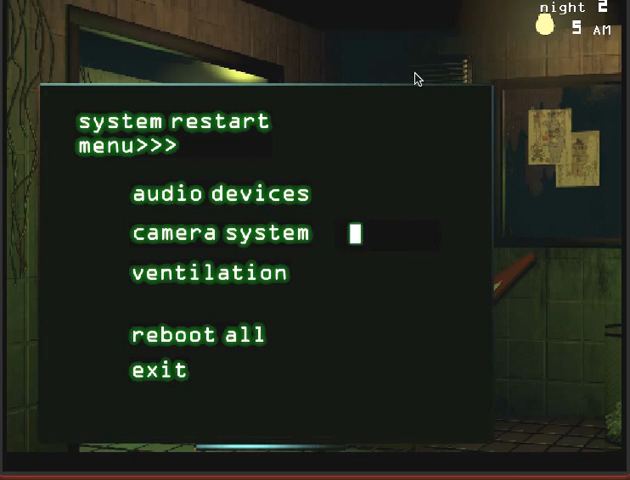 night 2
5 AM
system restart
menu>>>
audio devices
camera system
ventilation
reboot all
exit